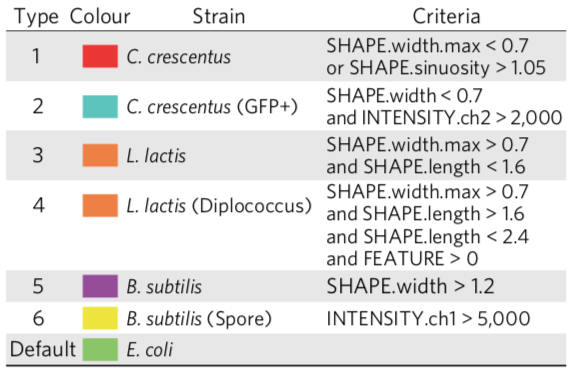 Type Colour Strain Criteria
1 C. crescentus SHAPE.width.max < 0.7
or SHAPE.sinuosity > 1.05
2 C. crescentus (GFP+) SHAPE.width < 0.7
and INTENSITY.ch2 > 2,000
3 L. lactis SHAPE.width.max > 0.7
and SHAPE.length < 1.6
4 L. lactis (Diplococcus) SHAPE.width.max > 0.7
and SHAPE.length > 1.6
and SHAPE.length < 2.4
and FEATURE > 0
5 B. subtilis SHAPE.width > 1.2
6 B. subtilis (Spore) INTENSITY.ch1 > 5,000
Default E. coli